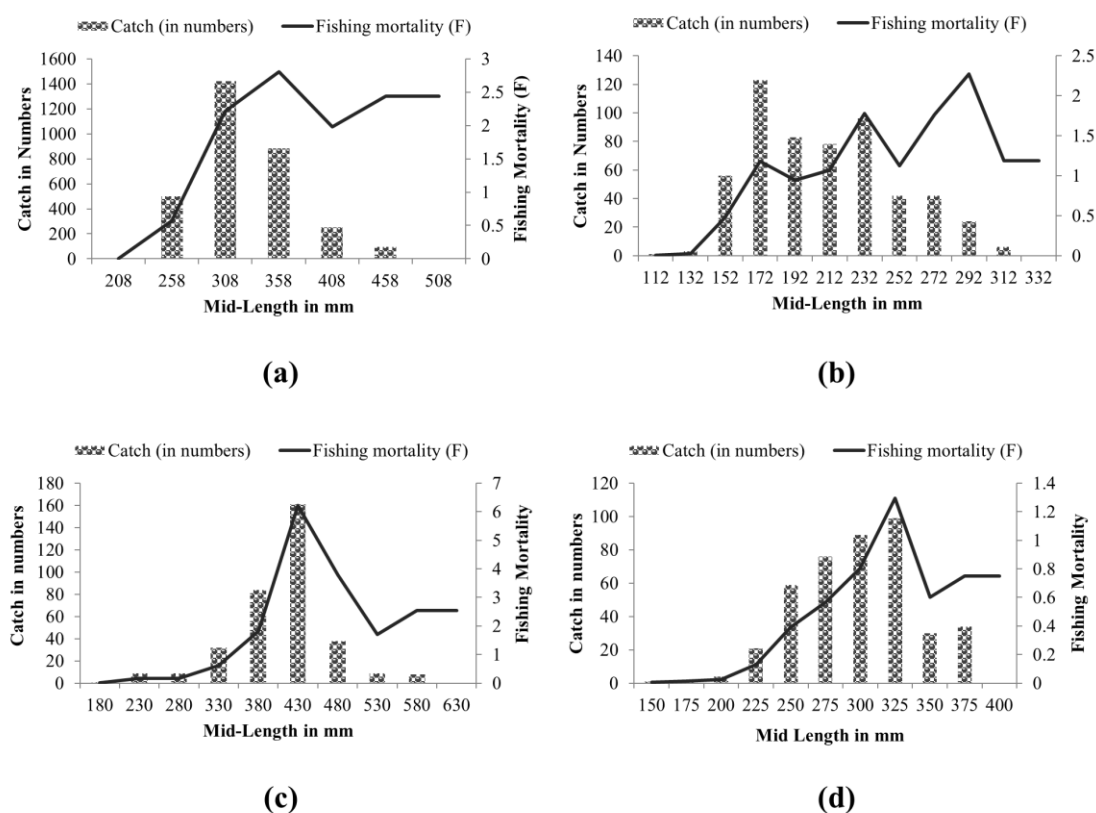 Catch (in numbers) Fishing mortality (F)
1600
1400
1200
1000
800
600
400
200
0
Catch in Numbers
3
2.5
2
1.5
1
0.5
0
Fishing Mortality (F)
208 258 308 358 408 458 508
Mid-Length in mm
(a)
Catch (in numbers) Fishing mortality (F)
140
120
100
80
60
40
20
0
Catch in Numbers
2.5
2
1.5
1
0.5
0
112 132 152 172 192 212 232 252 272 292 312 332
Mid-Length in mm
(b)
Catch (in numbers) Fishing mortality (F)
180
160
140
120
100
80
60
40
20
0
Catch in numbers
7
6
5
4
3
2
1
0
Fishing Mortality
180 230 280 330 380 430 480 530 580 630
Mid-Length in mm
(c)
Catch (in numbers) Fishing mortality (F)
120
100
80
60
40
20
0
Catch in numbers
1.4
1.2
1
0.8
0.6
0.4
0.2
0
Fishing Mortality
150 175 200 225 250 275 300 325 350 375 400
Mid Length in mm
(d)